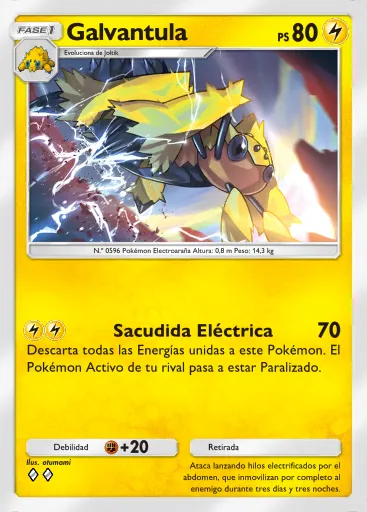 FASE 1
Galvantula
PS 80
Evoluciona de Joltik
N.º 0596 Pokémon Electroaraña Altura: 0,8 m Peso: 14,3 kg
Sacudida Eléctrica 70
Descarta todas las Energías unidas a este Pokémon. El
Pokémon Activo de tu rival pasa a estar Paralizado.
Debilidad +20
Retirada
Ilus. otumami
Ataca lanzando hilos electrificados por el
abdomen, que inmovilizan por completo al
enemigo durante tres días y tres noches.